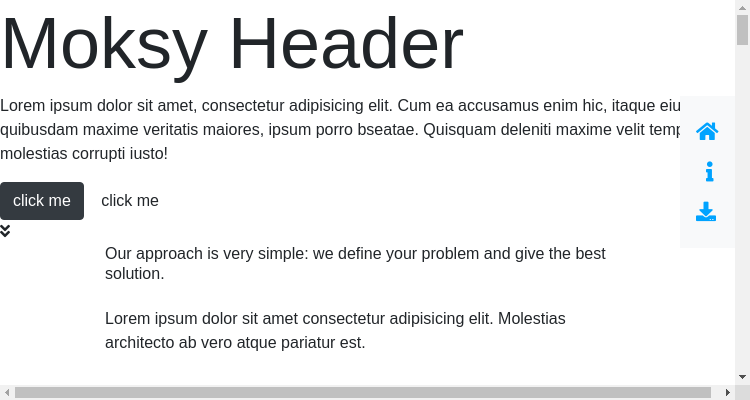 Moksy Header
Lorem ipsum dolor sit amet, consectetur adipisicing elit. Cum ea accusamus enim hic, itaque
quibusdam maxime veritatis maiores, ipsum porro bseatae. Quisquam deleniti maxime velit
molestias corrupti iusto!
click me click me
Our approach is very simple: we define your problem and give the best
solution.
Lorem ipsum dolor sit amet consectetur adipisicing elit. Molestias
architecto ab vero atque pariatur est.